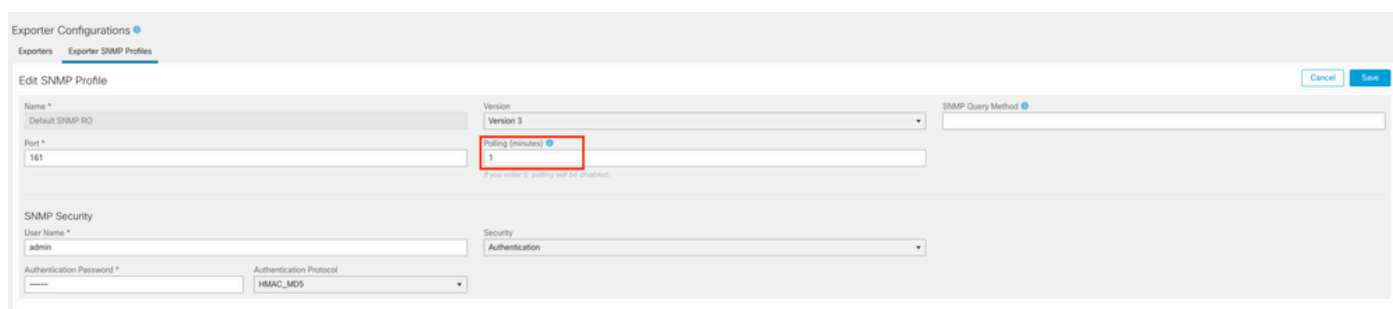 Exporter Configurations
Exporters Exporter SNMP Profiles
Edit SNMP Profile
Cancel Save
Name * Version SNMP Query Method
Default SNMP RO Version 3
Port * Polling (minutes)
161 1
If you enter 0, polling will be disabled.
SNMP Security
User Name * Security
admin Authentication
Authentication Password * Authentication Protocol
HMAC_MD5